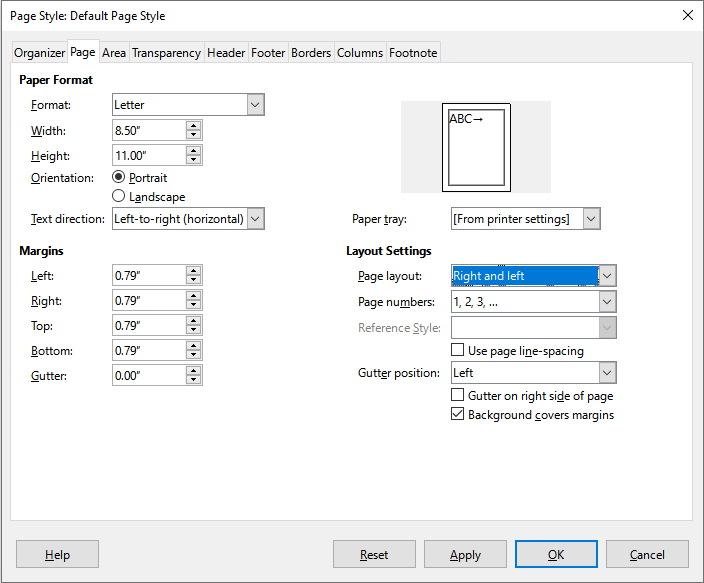 Page Style: Default Page Style
Organizer Page Area Transparency Header Footer Borders Columns Footnote
Paper Format
Format: Letter
Width: 8.50″
Height: 11.00″
Orientation: Portrait
Landscape
Text direction: Left-to-right (horizontal)
ABC→
Paper tray: [From printer settings]
Margins
Left: 0.79″
Right: 0.79″
Top: 0.79″
Bottom: 0.79″
Gutter: 0.00″
Layout Settings
Page layout: Right and left
Page numbers: 1, 2, 3, ...
Reference Style:
Use page line-spacing
Gutter position: Left
Gutter on right side of page
Background covers margins
Help Reset Apply OK Cancel